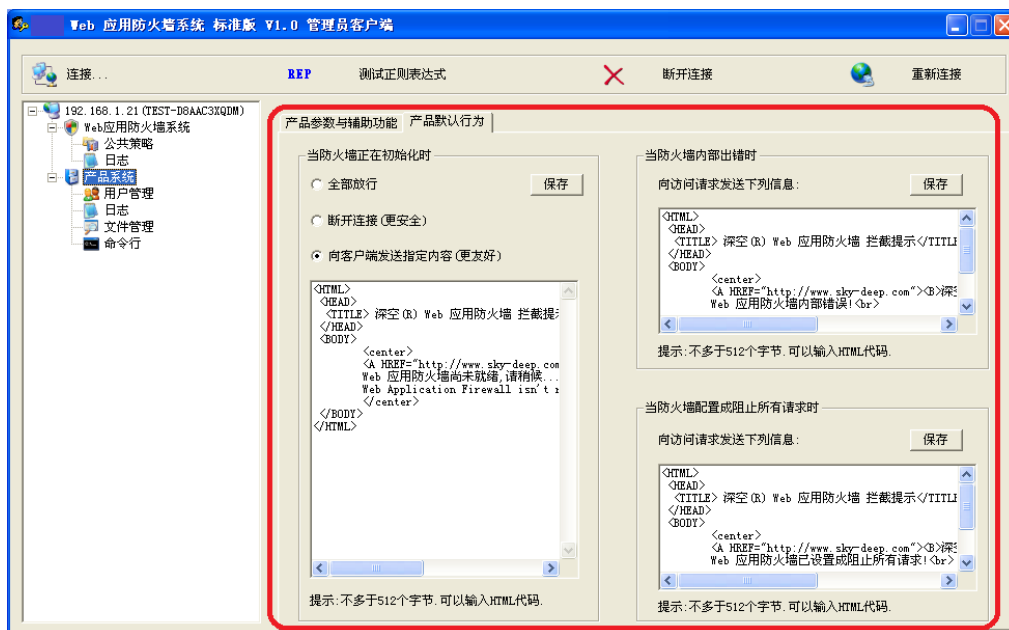 Web 应用防火墙系统 标准版 V1.0 管理员客户端
连接...
REP 测试正则表达式
断开连接
重新连接
192.168.1.21(TEST-D8AAC3XQDM)
Web应用防火墙系统
公共策略
日志
产品系统
用户管理
日志
文件管理
命令行
产品参数与辅助功能
产品默认行为
当防火墙正在初始化时
全部放行
保存
断开连接(更安全)
向客户端发送指定内容(更友好)
<HTML>
<HEAD>
<TITLE> 深空(R) Web 应用防火墙 拦截提
</HEAD>
<BODY>
<center>
<A HREF="http://www.sky-deep.com
Web 应用防火墙尚未就绪,请稍候...
Web Application Firewall isn't
</center>
</BODY>
</HTML>
提示:不多于512个字节.可以输入HTML代码.
当防火墙内部出错时
向访问请求发送下列信息:
保存
<HTML>
<HEAD>
<TITLE> 深空(R) Web 应用防火墙 拦截提示</TITLE
</HEAD>
<BODY>
<center>
<A HREF="http://www.sky-deep.com"><B>深
Web 应用防火墙内部错误!<br>
提示:不多于512个字节.可以输入HTML代码.
当防火墙配置成阻止所有请求时
向访问请求发送下列信息:
保存
<HTML>
<HEAD>
<TITLE> 深空(R) Web 应用防火墙 拦截提示</TITLE
</HEAD>
<BODY>
<center>
<A HREF="http://www.sky-deep.com"><B>深
Web 应用防火墙已设置成阻止所有请求!<br>
提示:不多于512个字节.可以输入HTML代码.